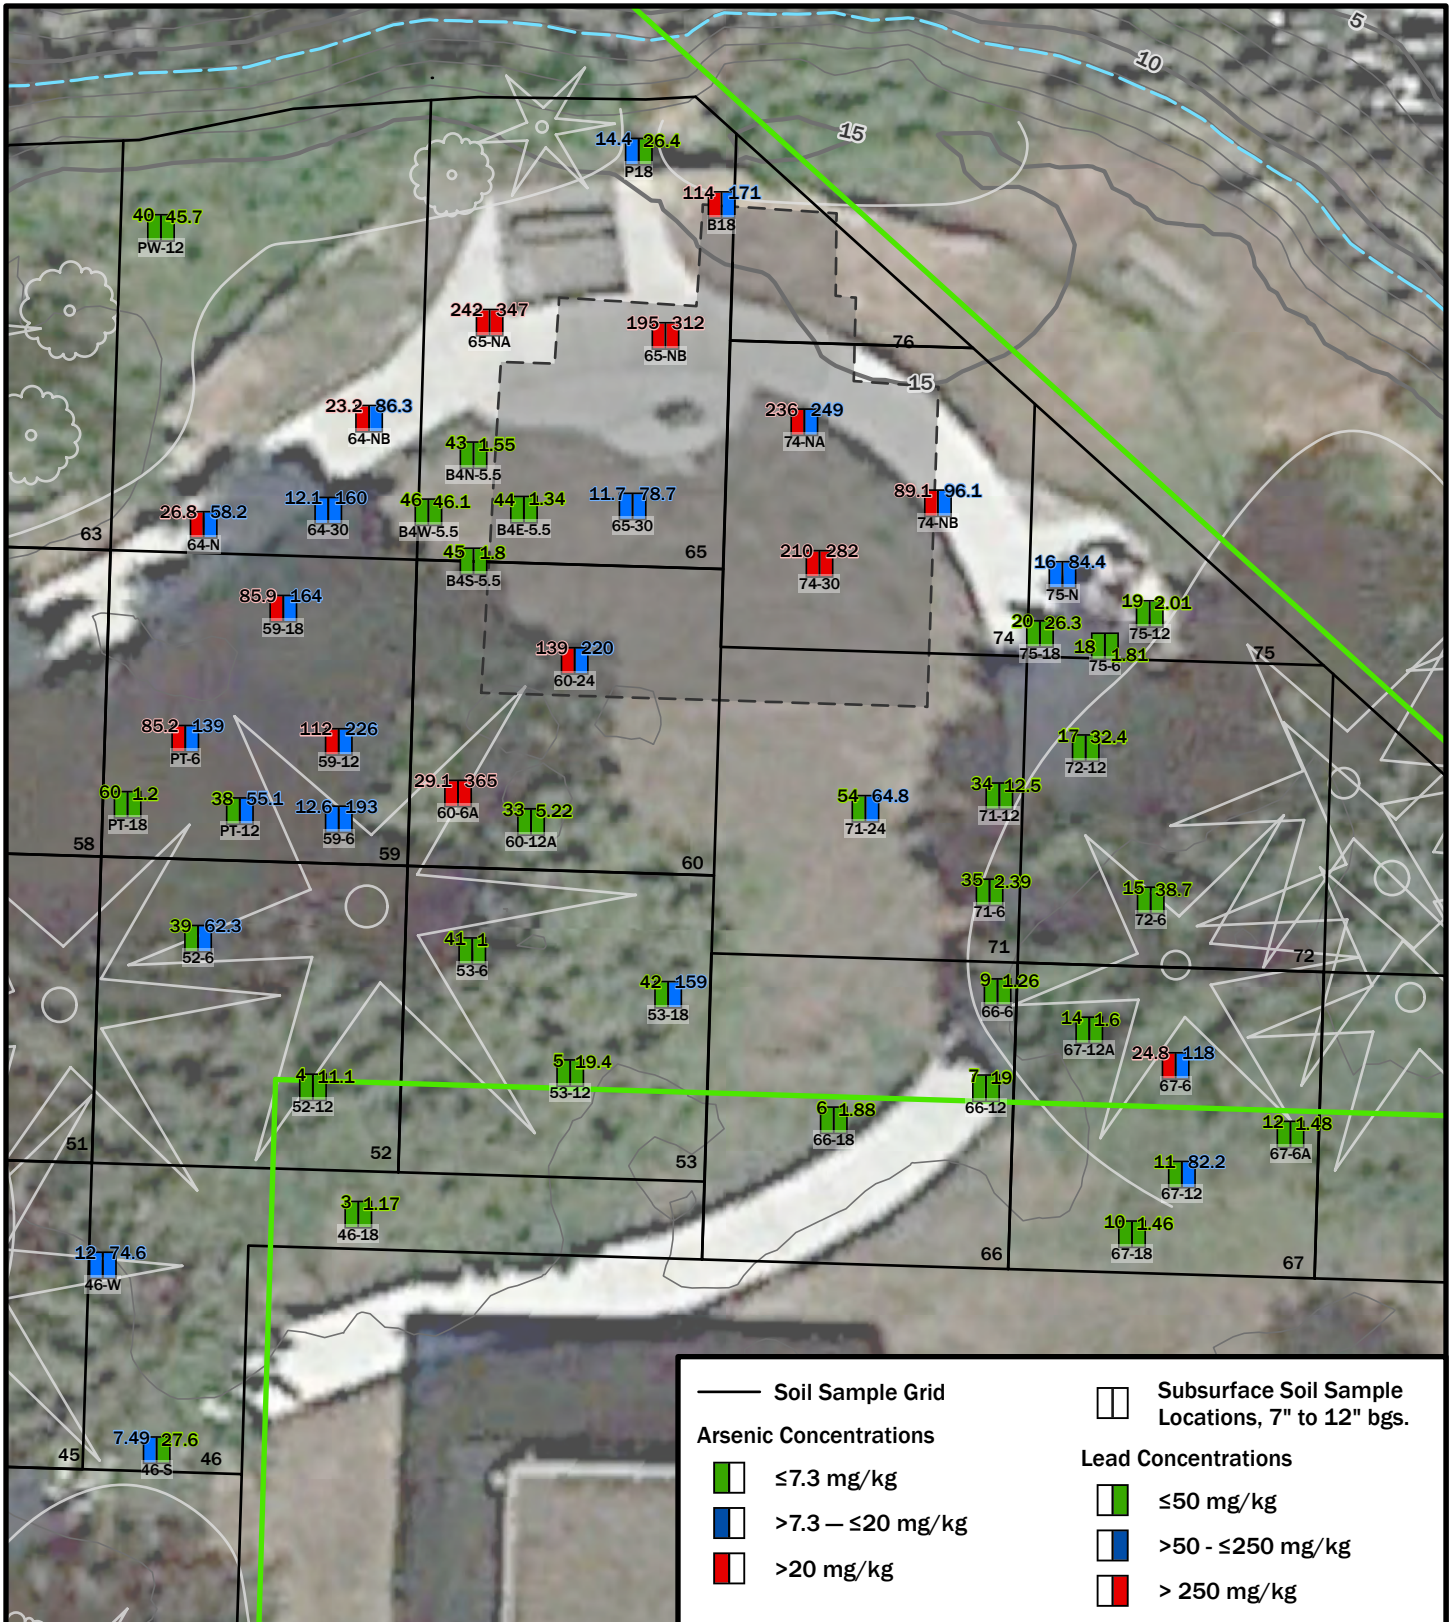 5
10
15
14.4 26.4
P18
114 171
B18
40 45.7
PW-12
242 347
65-NA
195 312
65-NB
76
15
23.2 86.3
64-NB
236 249
74-NA
43 1.55
B4N-5.5
12.1 160
64-30
46 46.1
B4W-5.5
44 1.34
B4E-5.5
11.7 78.7
65-30
89.1 96.1
74-NB
26.8 58.2
64-N
63
65
45 1.8
B4S-5.5
210 282
74-30
16 84.4
75-N
85.9 164
59-18
19 2.01
75-12
20 26.3
75-18
74
18 1.81
75-6
75
139 220
60-24
85.2 139
PT-6
112 226
59-12
17 32.4
72-12
29.1 365
60-6A
34 12.5
71-12
60 1.2
PT-18
38 55.1
PT-12
12.6 193
59-6
33 5.22
60-12A
54 64.8
71-24
58
59
60
35 2.39
71-6
15 38.7
72-6
39 62.3
52-6
41 1
53-6
71
72
42 159
53-18
9 1.26
66-6
14 1.6
67-12A
24.8 118
67-6
4 11.1
52-12
5 19.4
53-12
7 19
66-12
6 1.88
66-18
12 1.48
67-6A
51
52
53
11 82.2
67-12
3 1.17
46-18
10 1.46
67-18
12 74.6
46-W
66
67
7.49 27.6
46-S
45
46
Soil Sample Grid
Arsenic Concentrations
≤7.3 mg/kg
>7.3 — ≤20 mg/kg
>20 mg/kg
Subsurface Soil Sample
Locations, 7" to 12" bgs.
Lead Concentrations
≤50 mg/kg
>50 - ≤250 mg/kg
> 250 mg/kg